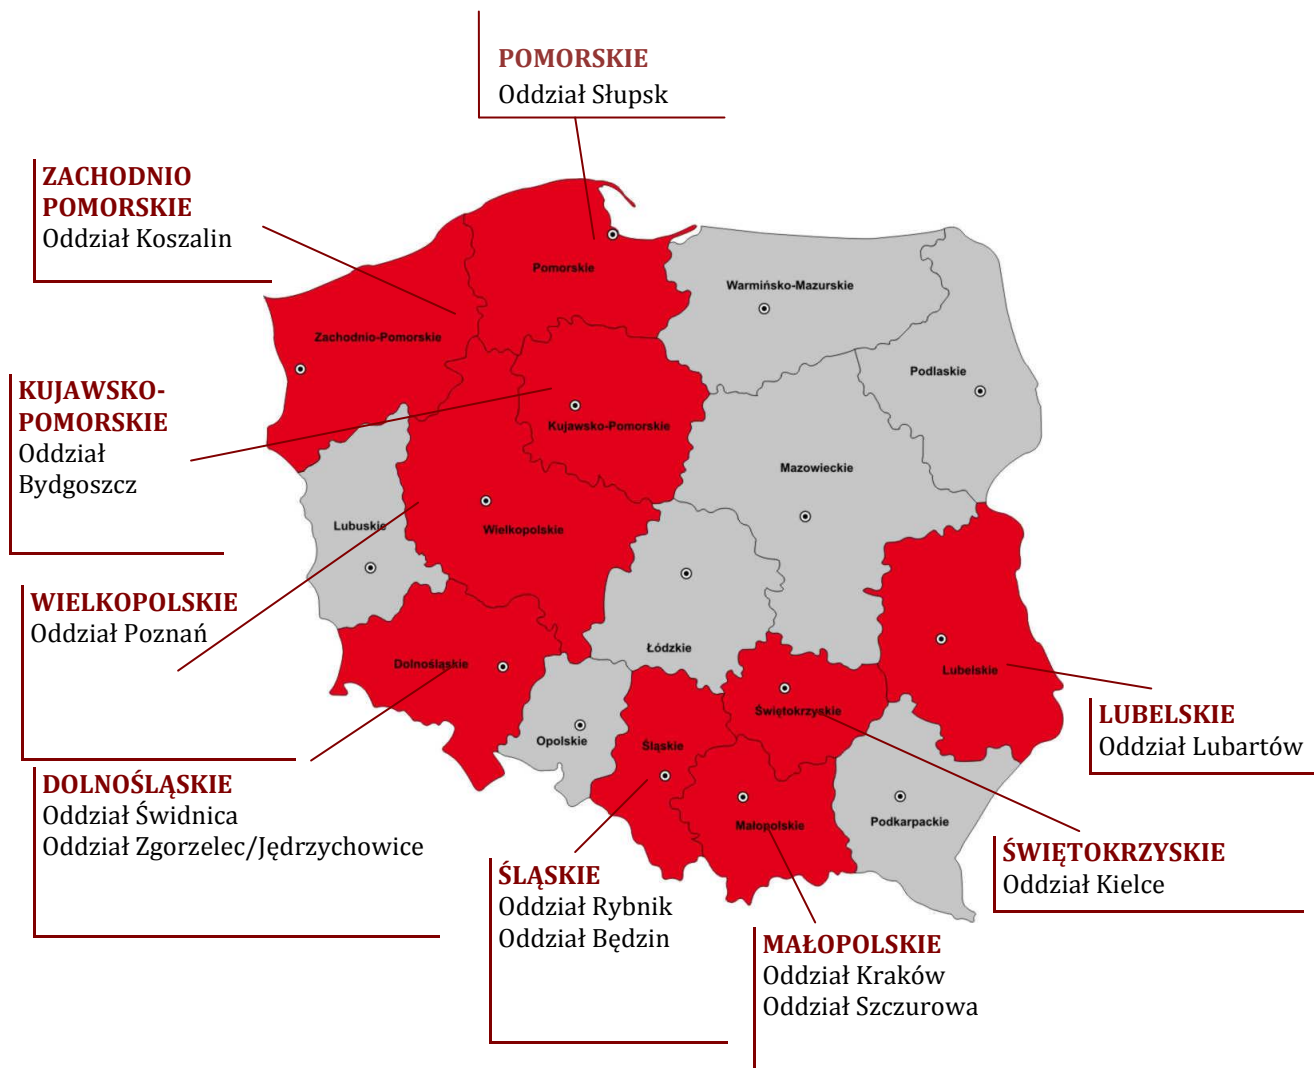 POMORSKIE
Oddział Słupsk
ZACHODNIO
POMORSKIE
Oddział Koszalin
Pomorskie
Warmińsko-Mazurskie
Zachodnio-Pomorskie
Podlaskie
KUJAWSKO-
POMORSKIE
Oddział
Bydgoszcz
Kujawsko-Pomorskie
Mazowieckie
Lubuskie
Wielkopolskie
WIELKOPOLSKIE
Oddział Poznań
Łódzkie
Dolnośląskie
Lubelskie
Świętokrzyskie
LUBELSKIE
Oddział Lubartów
Opolskie
Śląskie
DOLNOŚLĄSKIE
Oddział Świdnica
Oddział Zgorzelec/Jędrzychowice
Małopolskie
Podkarpackie
ŚWIĘTOKRZYSKIE
Oddział Kielce
ŚLĄSKIE
Oddział Rybnik
Oddział Będzin
MAŁOPOLSKIE
Oddział Kraków
Oddział Szczurowa